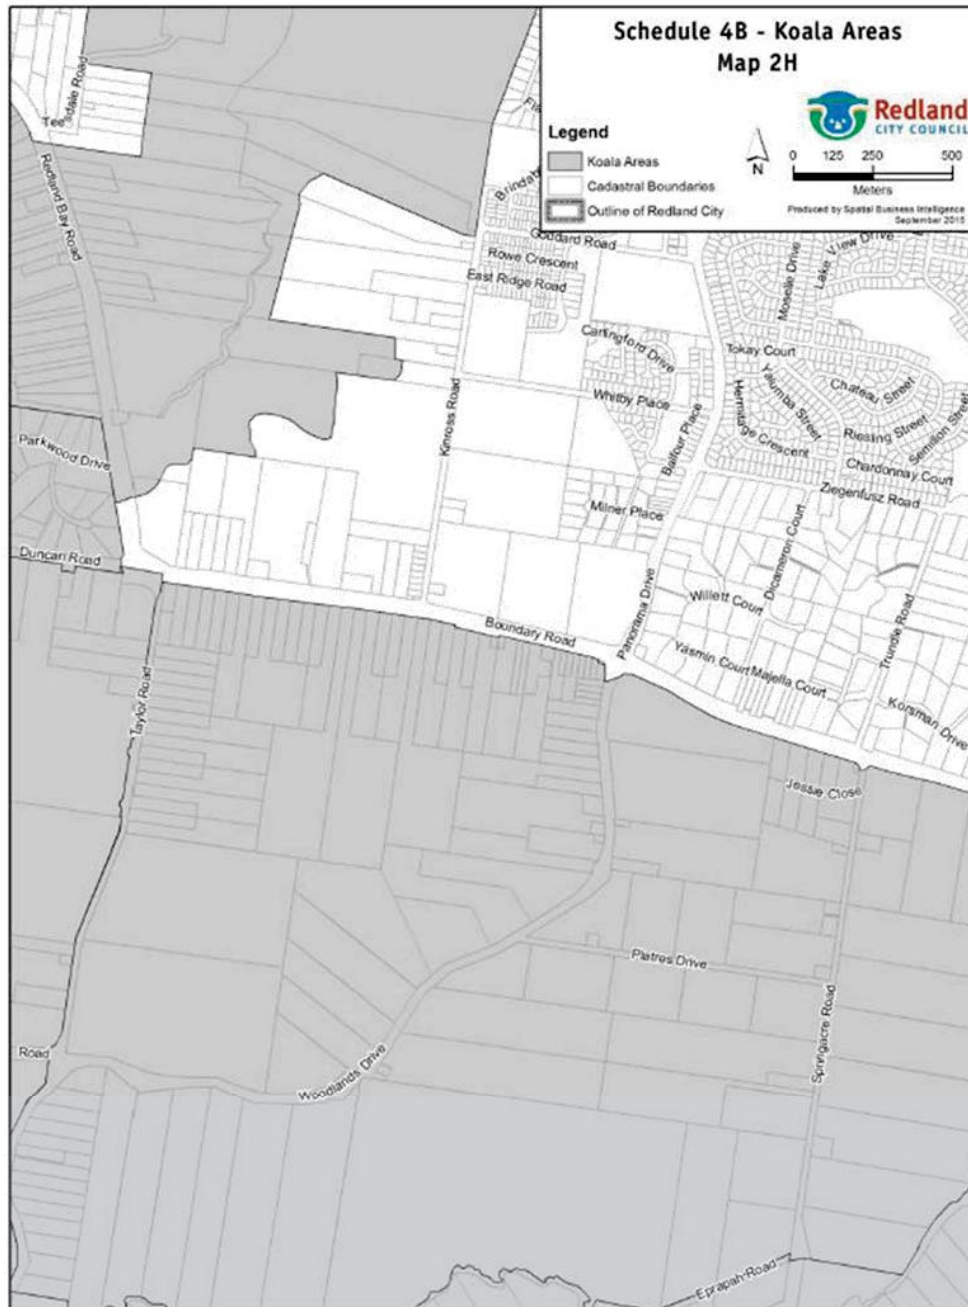 Schedule 4B - Koala Areas
Map 2H
Redland
CITY COUNCIL
Legend
Koala Areas
Cadastral Boundaries
Outline of Redland City
N
0 125 250 500
Meters
Produced by Spatial Business Intelligence
September 2015
Teesdale Road
Redland Bay Road
Goddard Road
Rowe Crescent
East Ridge Road
Moselle Drive
Lake View Drive
Carlingford Drive
Tokay Court
Whitby Place
Kinross Road
Balfour Place
Hermitage Crescent
Yalumba Street
Chateau Street
Riesling Street
Semillon Street
Chardonnay Court
Ziegenfusz Road
Parkwood Drive
Milner Place
Duncan Road
Dicameron Court
Willett Court
Panorama Drive
Trundle Road
Boundary Road
Yasmin Court
Majella Court
Korsman Drive
Taylor Road
Jessie Close
Platres Drive
Springacre Road
Road
Woodlands Drive
Eprapah Road